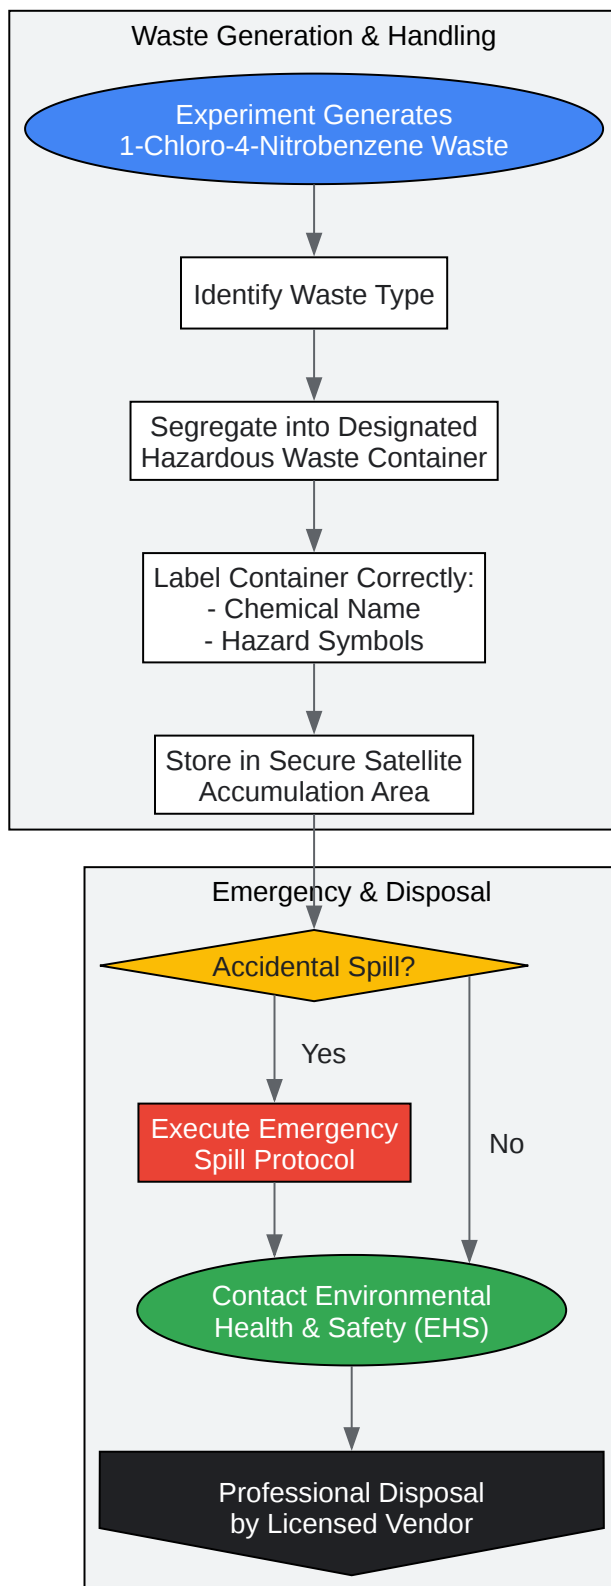 Waste Generation & Handling
Experiment Generates
1-Chloro-4-Nitrobenzene Waste
Identify Waste Type
Segregate into Designated
Hazardous Waste Container
Label Container Correctly:
- Chemical Name
- Hazard Symbols
Store in Secure Satellite
Accumulation Area
Emergency & Disposal
Accidental Spill?
Yes
Execute Emergency
Spill Protocol
No
Contact Environmental
Health & Safety (EHS)
Professional Disposal
by Licensed Vendor